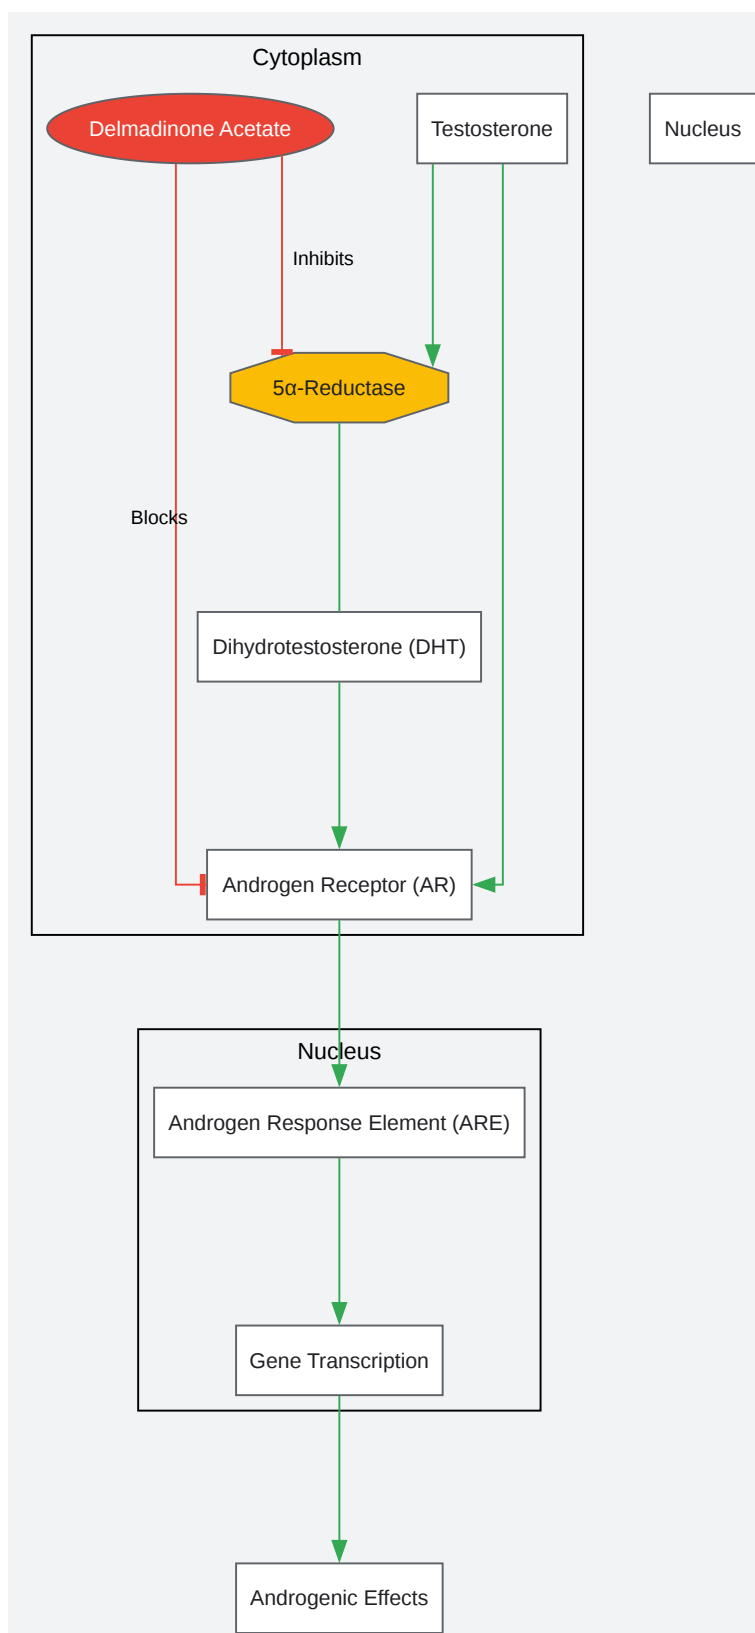 Cytoplasm
Delmadinone Acetate
Testosterone
Nucleus
Inhibits
5α-Reductase
Blocks
Dihydrotestosterone (DHT)
Androgen Receptor (AR)
Nucleus
Androgen Response Element (ARE)
Gene Transcription
Androgenic Effects